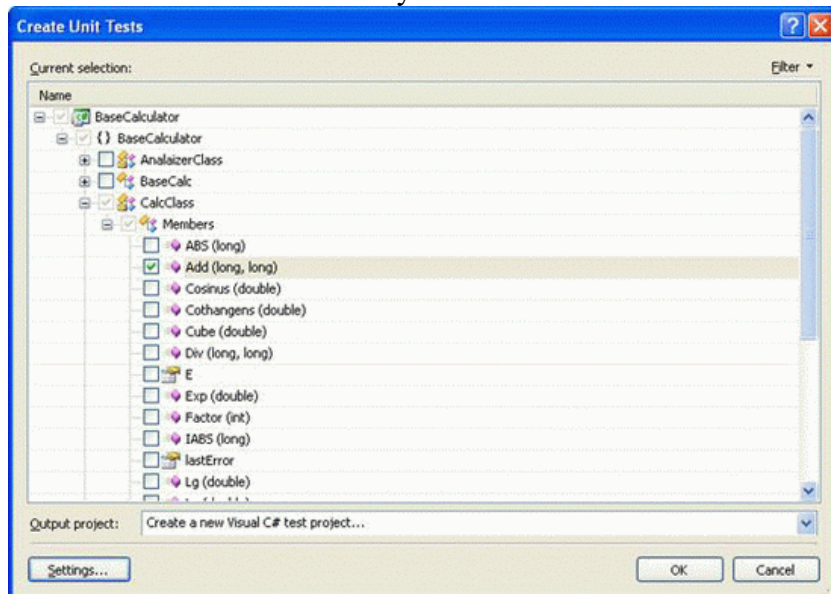 Create Unit Tests
Current selection:
Filter
Name
BaseCalculator
{} BaseCalculator
AnalaizerClass
BaseCalc
CalcClass
Members
ABS (long)
Add (long, long)
Cosinus (double)
Cothangens (double)
Cube (double)
Div (long, long)
E
Exp (double)
Factor (int)
IABS (long)
lastError
Lg (double)
Output project: Create a new Visual C# test project...
Settings... OK Cancel